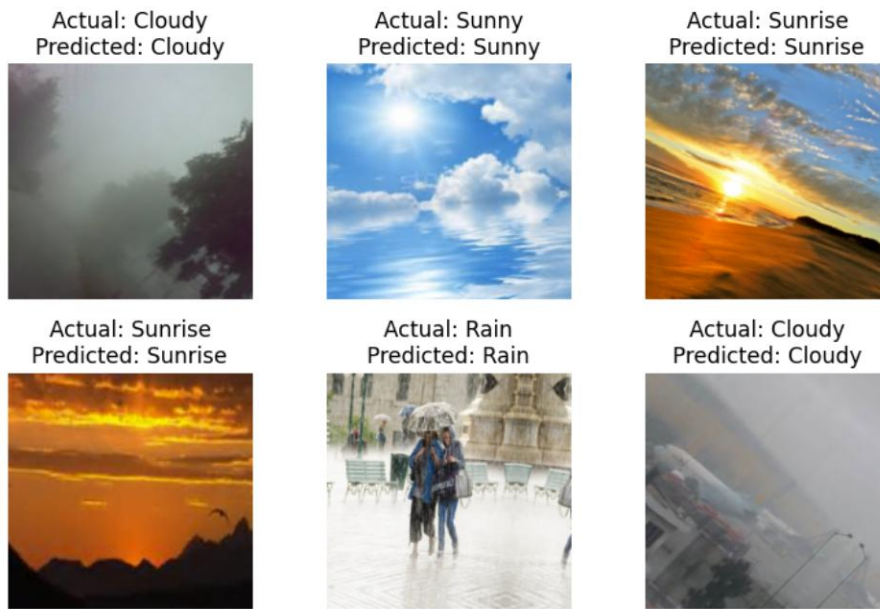 Actual: Cloudy
Predicted: Cloudy
Actual: Sunny
Predicted: Sunny
Actual: Sunrise
Predicted: Sunrise
Actual: Sunrise
Predicted: Sunrise
Actual: Rain
Predicted: Rain
Actual: Cloudy
Predicted: Cloudy